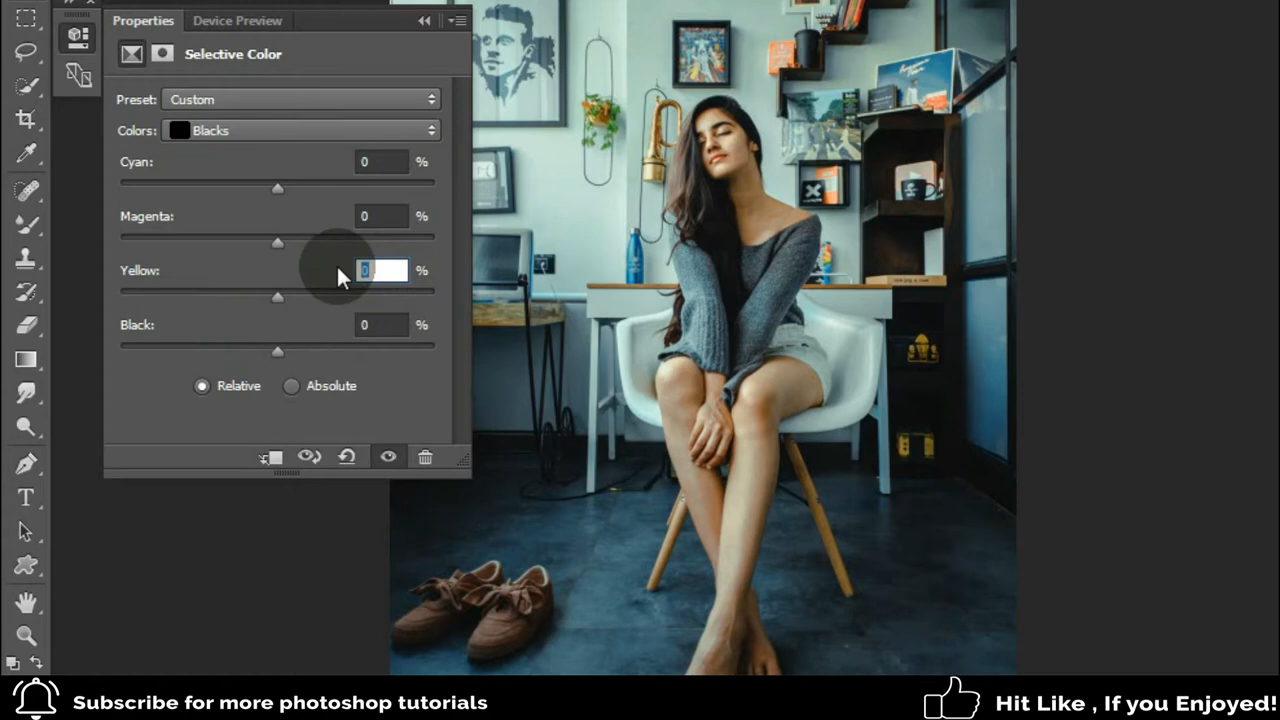 Properties
Device Preview
Selective Color
Preset: Custom
Colors: Blacks
Cyan: 0 %
Magenta: 0 %
Yellow: 0 %
Black: 0 %
Relative Absolute
Subscribe for more photoshop tutorials
Hit Like , If you Enjoyed!